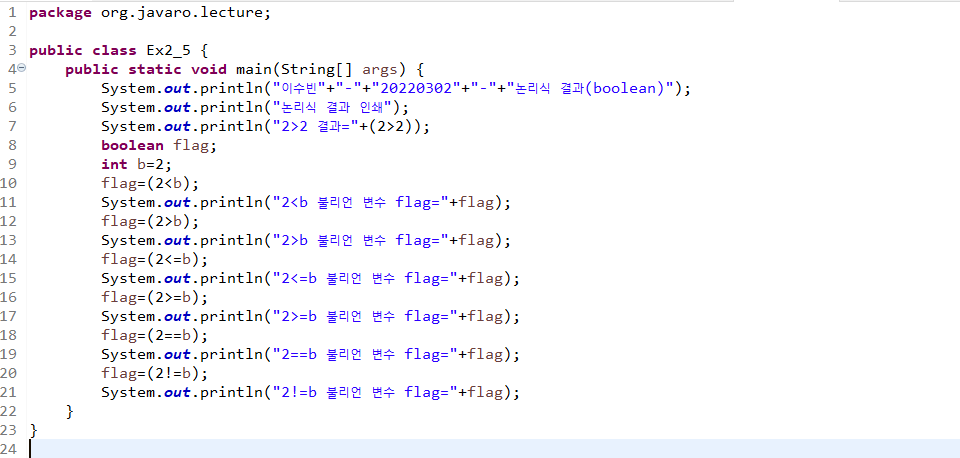 1 package org.javaro.lecture;
2
3 public class Ex2_5 {
4 public static void main(String[] args) {
5 System.out.println("이수빈"+"-"+"20220302"+"-"+"논리식 결과(boolean)");
6 System.out.println("논리식 결과 인쇄");
7 System.out.println("2>2 결과="+(2>2));
8 boolean flag;
9 int b=2;
10 flag=(2<b);
11 System.out.println("2<b 불리언 변수 flag="+flag);
12 flag=(2>b);
13 System.out.println("2>b 불리언 변수 flag="+flag);
14 flag=(2<=b);
15 System.out.println("2<=b 불리언 변수 flag="+flag);
16 flag=(2>=b);
17 System.out.println("2>=b 불리언 변수 flag="+flag);
18 flag=(2==b);
19 System.out.println("2==b 불리언 변수 flag="+flag);
20 flag=(2!=b);
21 System.out.println("2!=b 불리언 변수 flag="+flag);
22 }
23 }
24